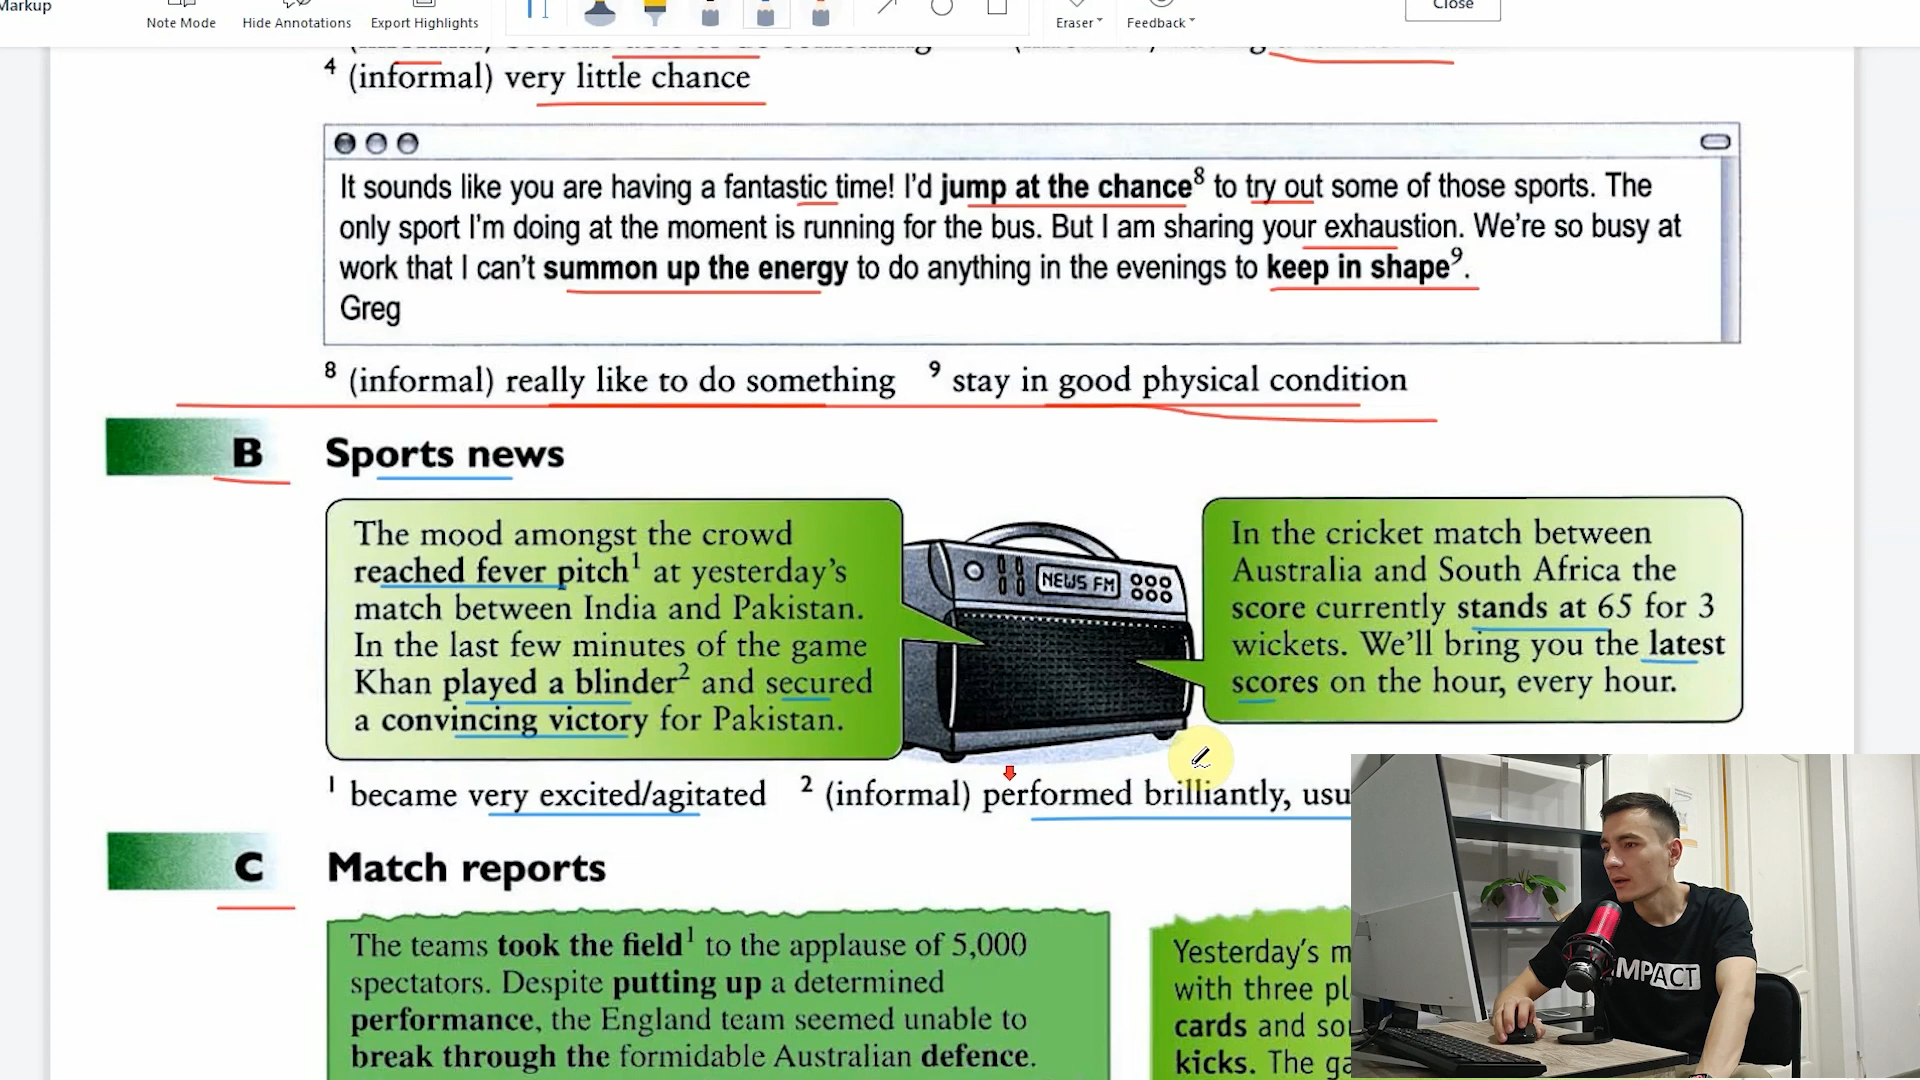 Markup
Note Mode
Hide Annotations
Export Highlights
Eraser
Feedback
Close
4 (informal) very little chance
It sounds like you are having a fantastic time! I'd jump at the chance8 to try out some of those sports. The
only sport I'm doing at the moment is running for the bus. But I am sharing your exhaustion. We're so busy at
work that I can't summon up the energy to do anything in the evenings to keep in shape9.
Greg
8 (informal) really like to do something 9 stay in good physical condition
B Sports news
The mood amongst the crowd
reached fever pitch1 at yesterday's
match between India and Pakistan.
In the last few minutes of the game
Khan played a blinder2 and secured
a convincing victory for Pakistan.
NEWS FM
In the cricket match between
Australia and South Africa the
score currently stands at 65 for 3
wickets. We'll bring you the latest
scores on the hour, every hour.
1 became very excited/agitated 2 (informal) performed brilliantly, usu
C Match reports
The teams took the field1 to the applause of 5,000
spectators. Despite putting up a determined
performance, the England team seemed unable to
break through the formidable Australian defence.
Yesterday's m
with three pl
cards and so
kicks. The ga
IMPACT